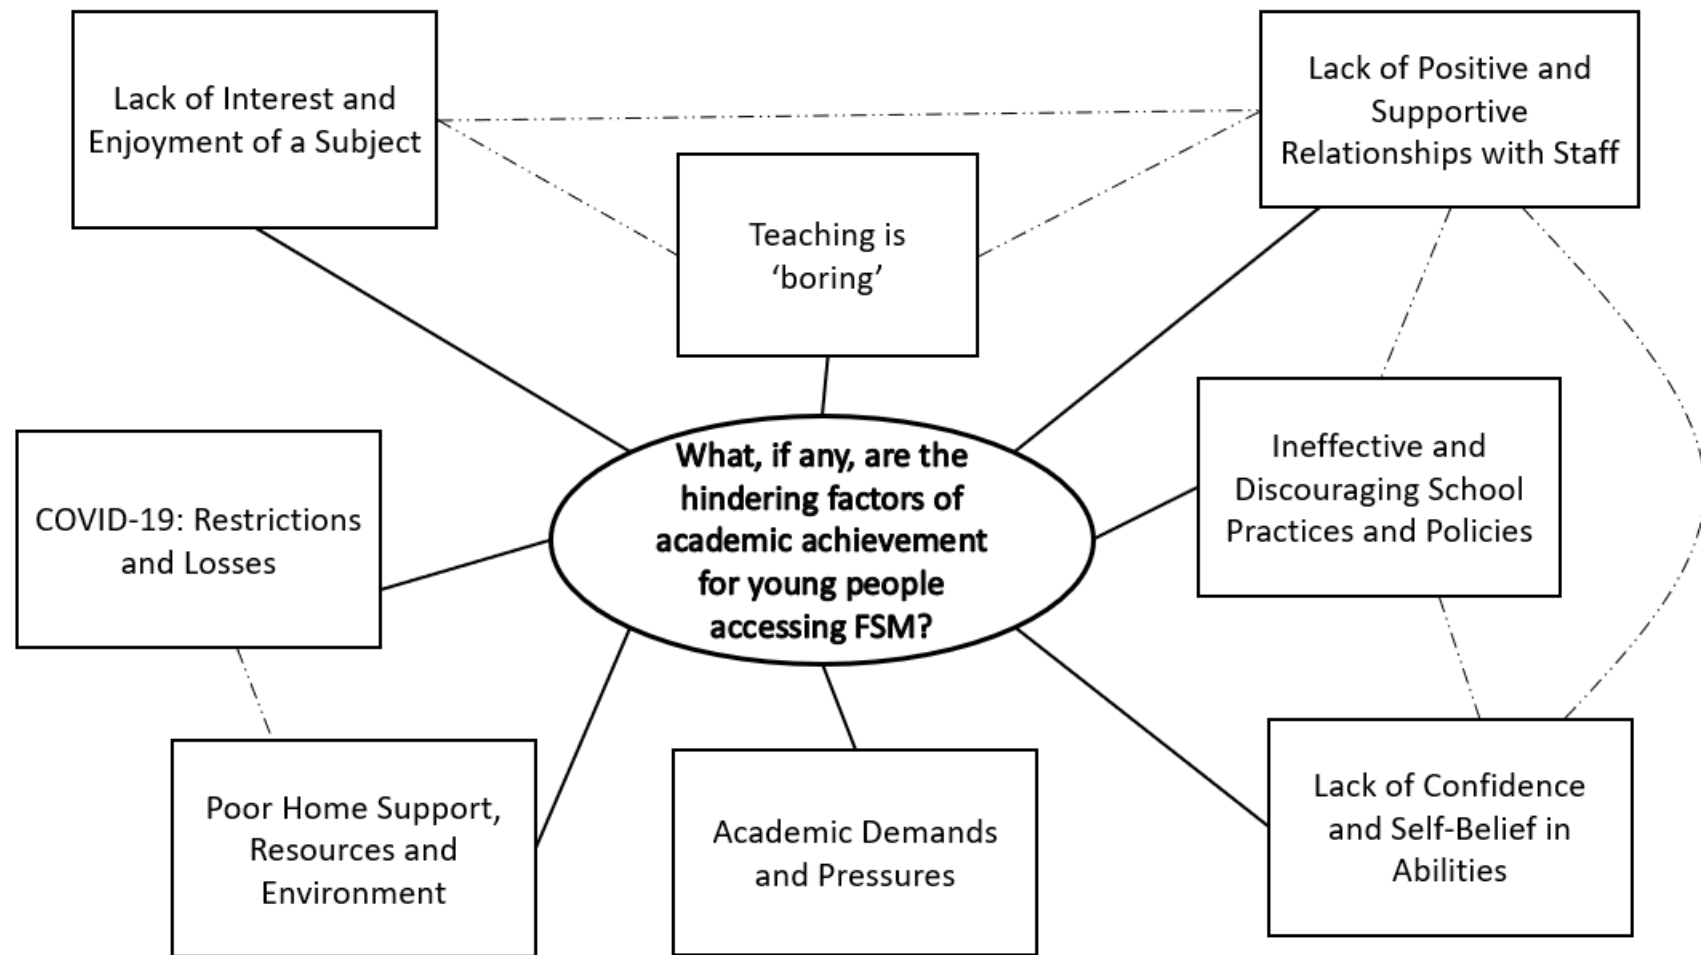 Lack of Interest and
Enjoyment of a Subject
Lack of Positive and
Supportive
Relationships with Staff
Teaching is
‘boring’
What, if any, are the
hindering factors of
academic achievement
for young people
accessing FSM?
COVID-19: Restrictions
and Losses
Ineffective and
Discouraging School
Practices and Policies
Poor Home Support,
Resources and
Environment
Academic Demands
and Pressures
Lack of Confidence
and Self-Belief in
Abilities